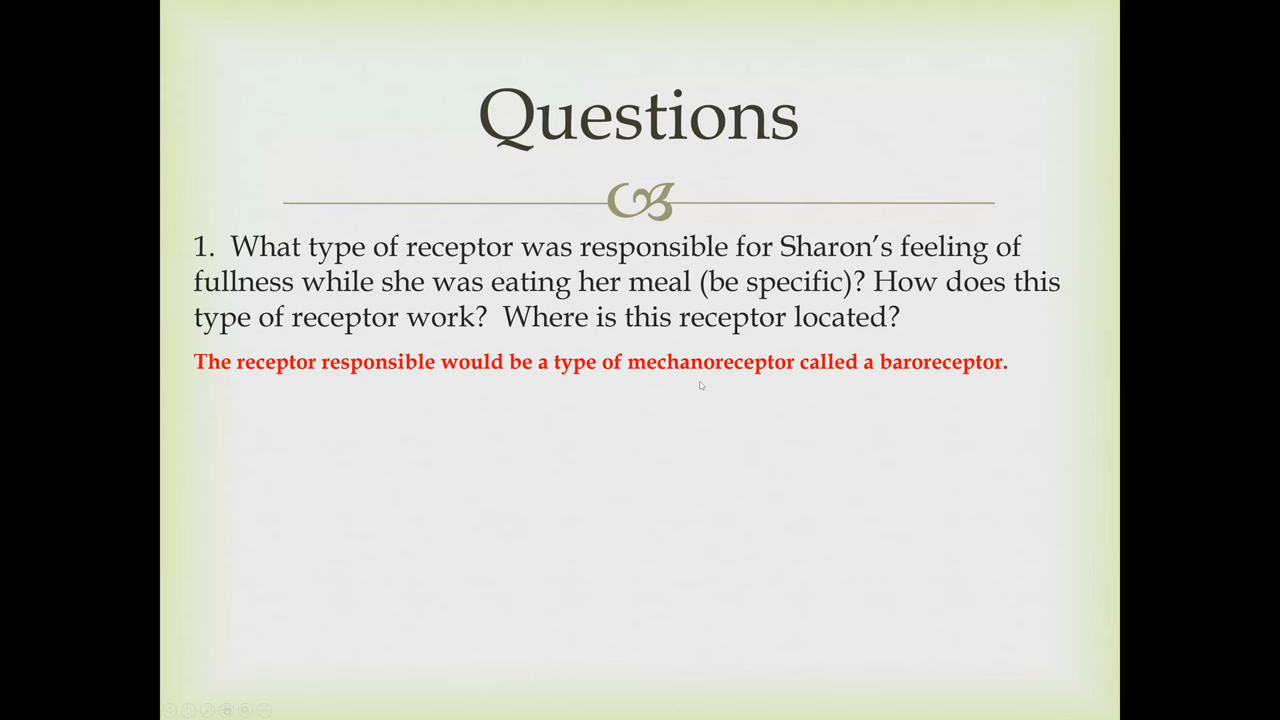 Questions
1.  What type of receptor was responsible for Sharon’s feeling of
fullness while she was eating her meal (be specific)? How does this
type of receptor work?  Where is this receptor located?
The receptor responsible would be a type of mechanoreceptor called a baroreceptor.